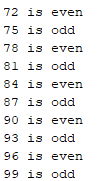 72 is even
75 is odd
78 is even
81 is odd
84 is even
87 is odd
90 is even
93 is odd
96 is even
99 is odd